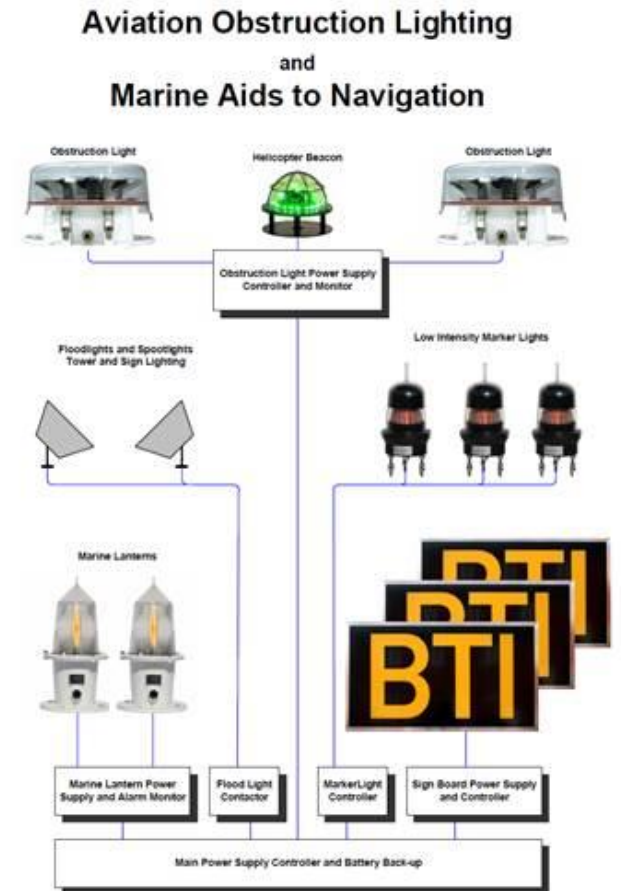 Aviation Obstruction Lighting
and
Marine Aids to Navigation
Obstruction Light
Helicopter Beacon
Obstruction Light
Obstruction Light Power Supply
Controller and Monitor
Floodlights and Spootlights
Tower and Sign Lighting
Low Intensity Marker Lights
Marine Lanterns
BTI
BTI
BTI
Marine Lantern Power
Supply and Alarm Monitor
Flood Light
Contactor
MarkerLight
Controller
Sign Board Power Supply
and Controller
Main Power Supply Controller and Battery Back-up